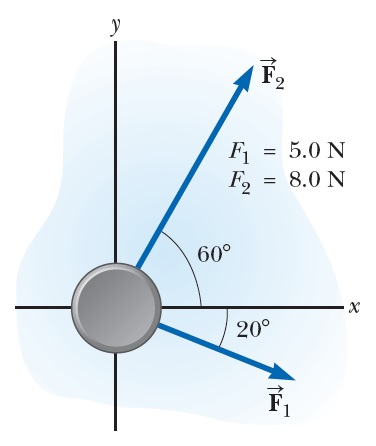 y
F⃗₂
F₁ = 5.0 N
F₂ = 8.0 N
60°
x
20°
F⃗₁